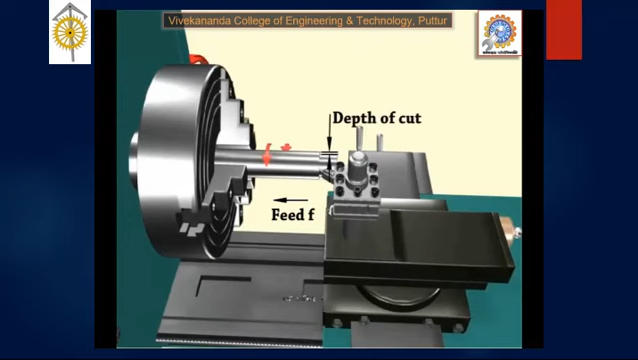 Vivekananda College of Engineering & Technology, Puttur
Depth of cut
Feed f